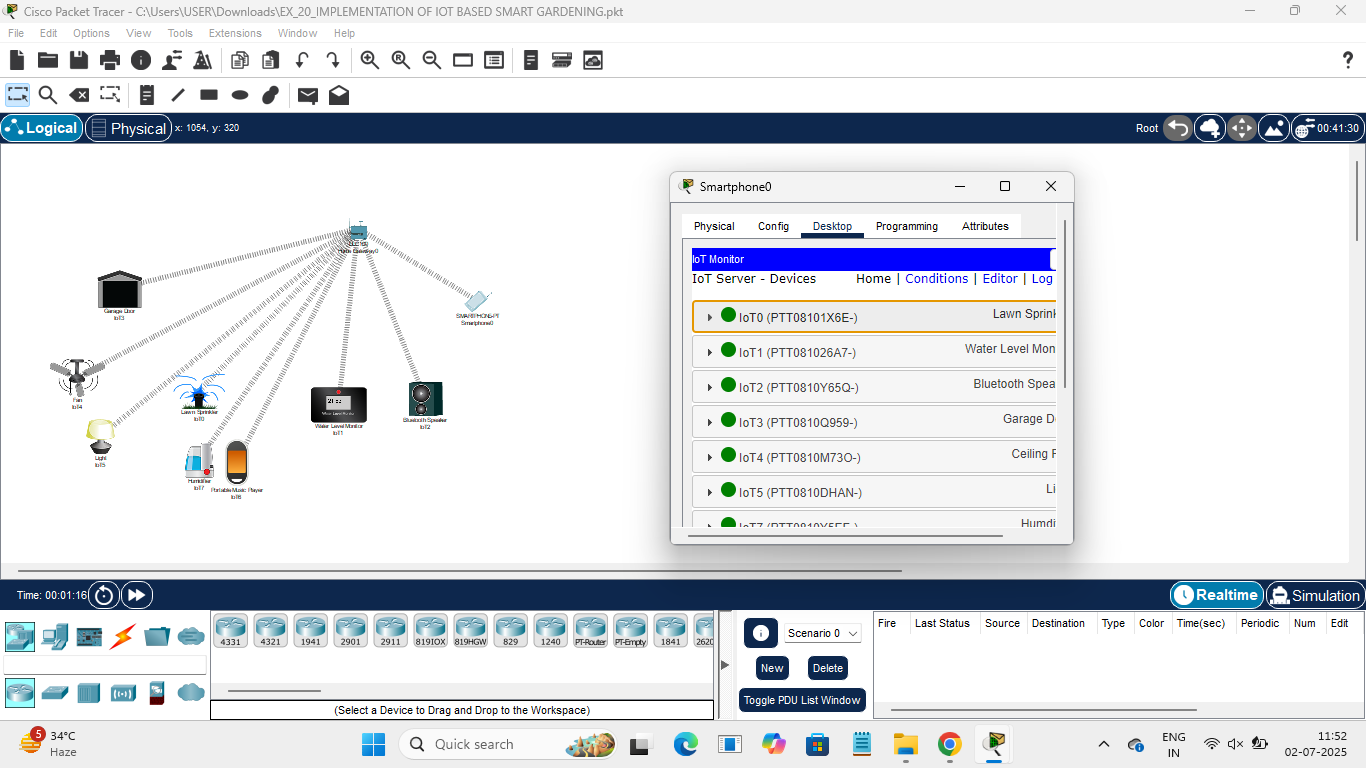 Cisco Packet Tracer - C:\Users\USER\Downloads\EX_20_IMPLEMENTATION OF IOT BASED SMART GARDENING.pkt
File Edit Options View Tools Extensions Window Help
Logical Physical x: 1054, y: 320 Root 00:41:30
Smartphone0
Physical Config Desktop Programming Attributes
IoT Monitor
IoT Server - Devices Home | Conditions | Editor | Log
IoT0 (PTT08101X6E-) Lawn Sprink
IoT1 (PTT081026A7-) Water Level Mon
IoT2 (PTT0810Y65Q-) Bluetooth Spea
IoT3 (PTT0810Q959-) Garage D
IoT4 (PTT0810M73O-) Ceiling F
IoT5 (PTT0810DHAN-) Li
Humdi
Home Gateway0
Garage Door
IoT3
SMARTPHONE-PT
Smartphone0
Fan
IoT4
Lawn Sprinkler
IoT0
Water Level Monitor
Water Level Monitor
IoT1
Bluetooth Speaker
IoT2
Light
IoT5
Humidifier
IoT7
Portable Music Player
IoT6
Time: 00:01:16 Realtime Simulation
4331 4321 1941 2901 2911 819IOX 819HGW 829 1240 PT-Router PT-Empty 1841 2620
(Select a Device to Drag and Drop to the Workspace)
Scenario 0
New Delete
Toggle PDU List Window
Fire Last Status Source Destination Type Color Time(sec) Periodic Num Edit
5
34°C
Haze
Quick search
ENG
IN
11:52
02-07-2025